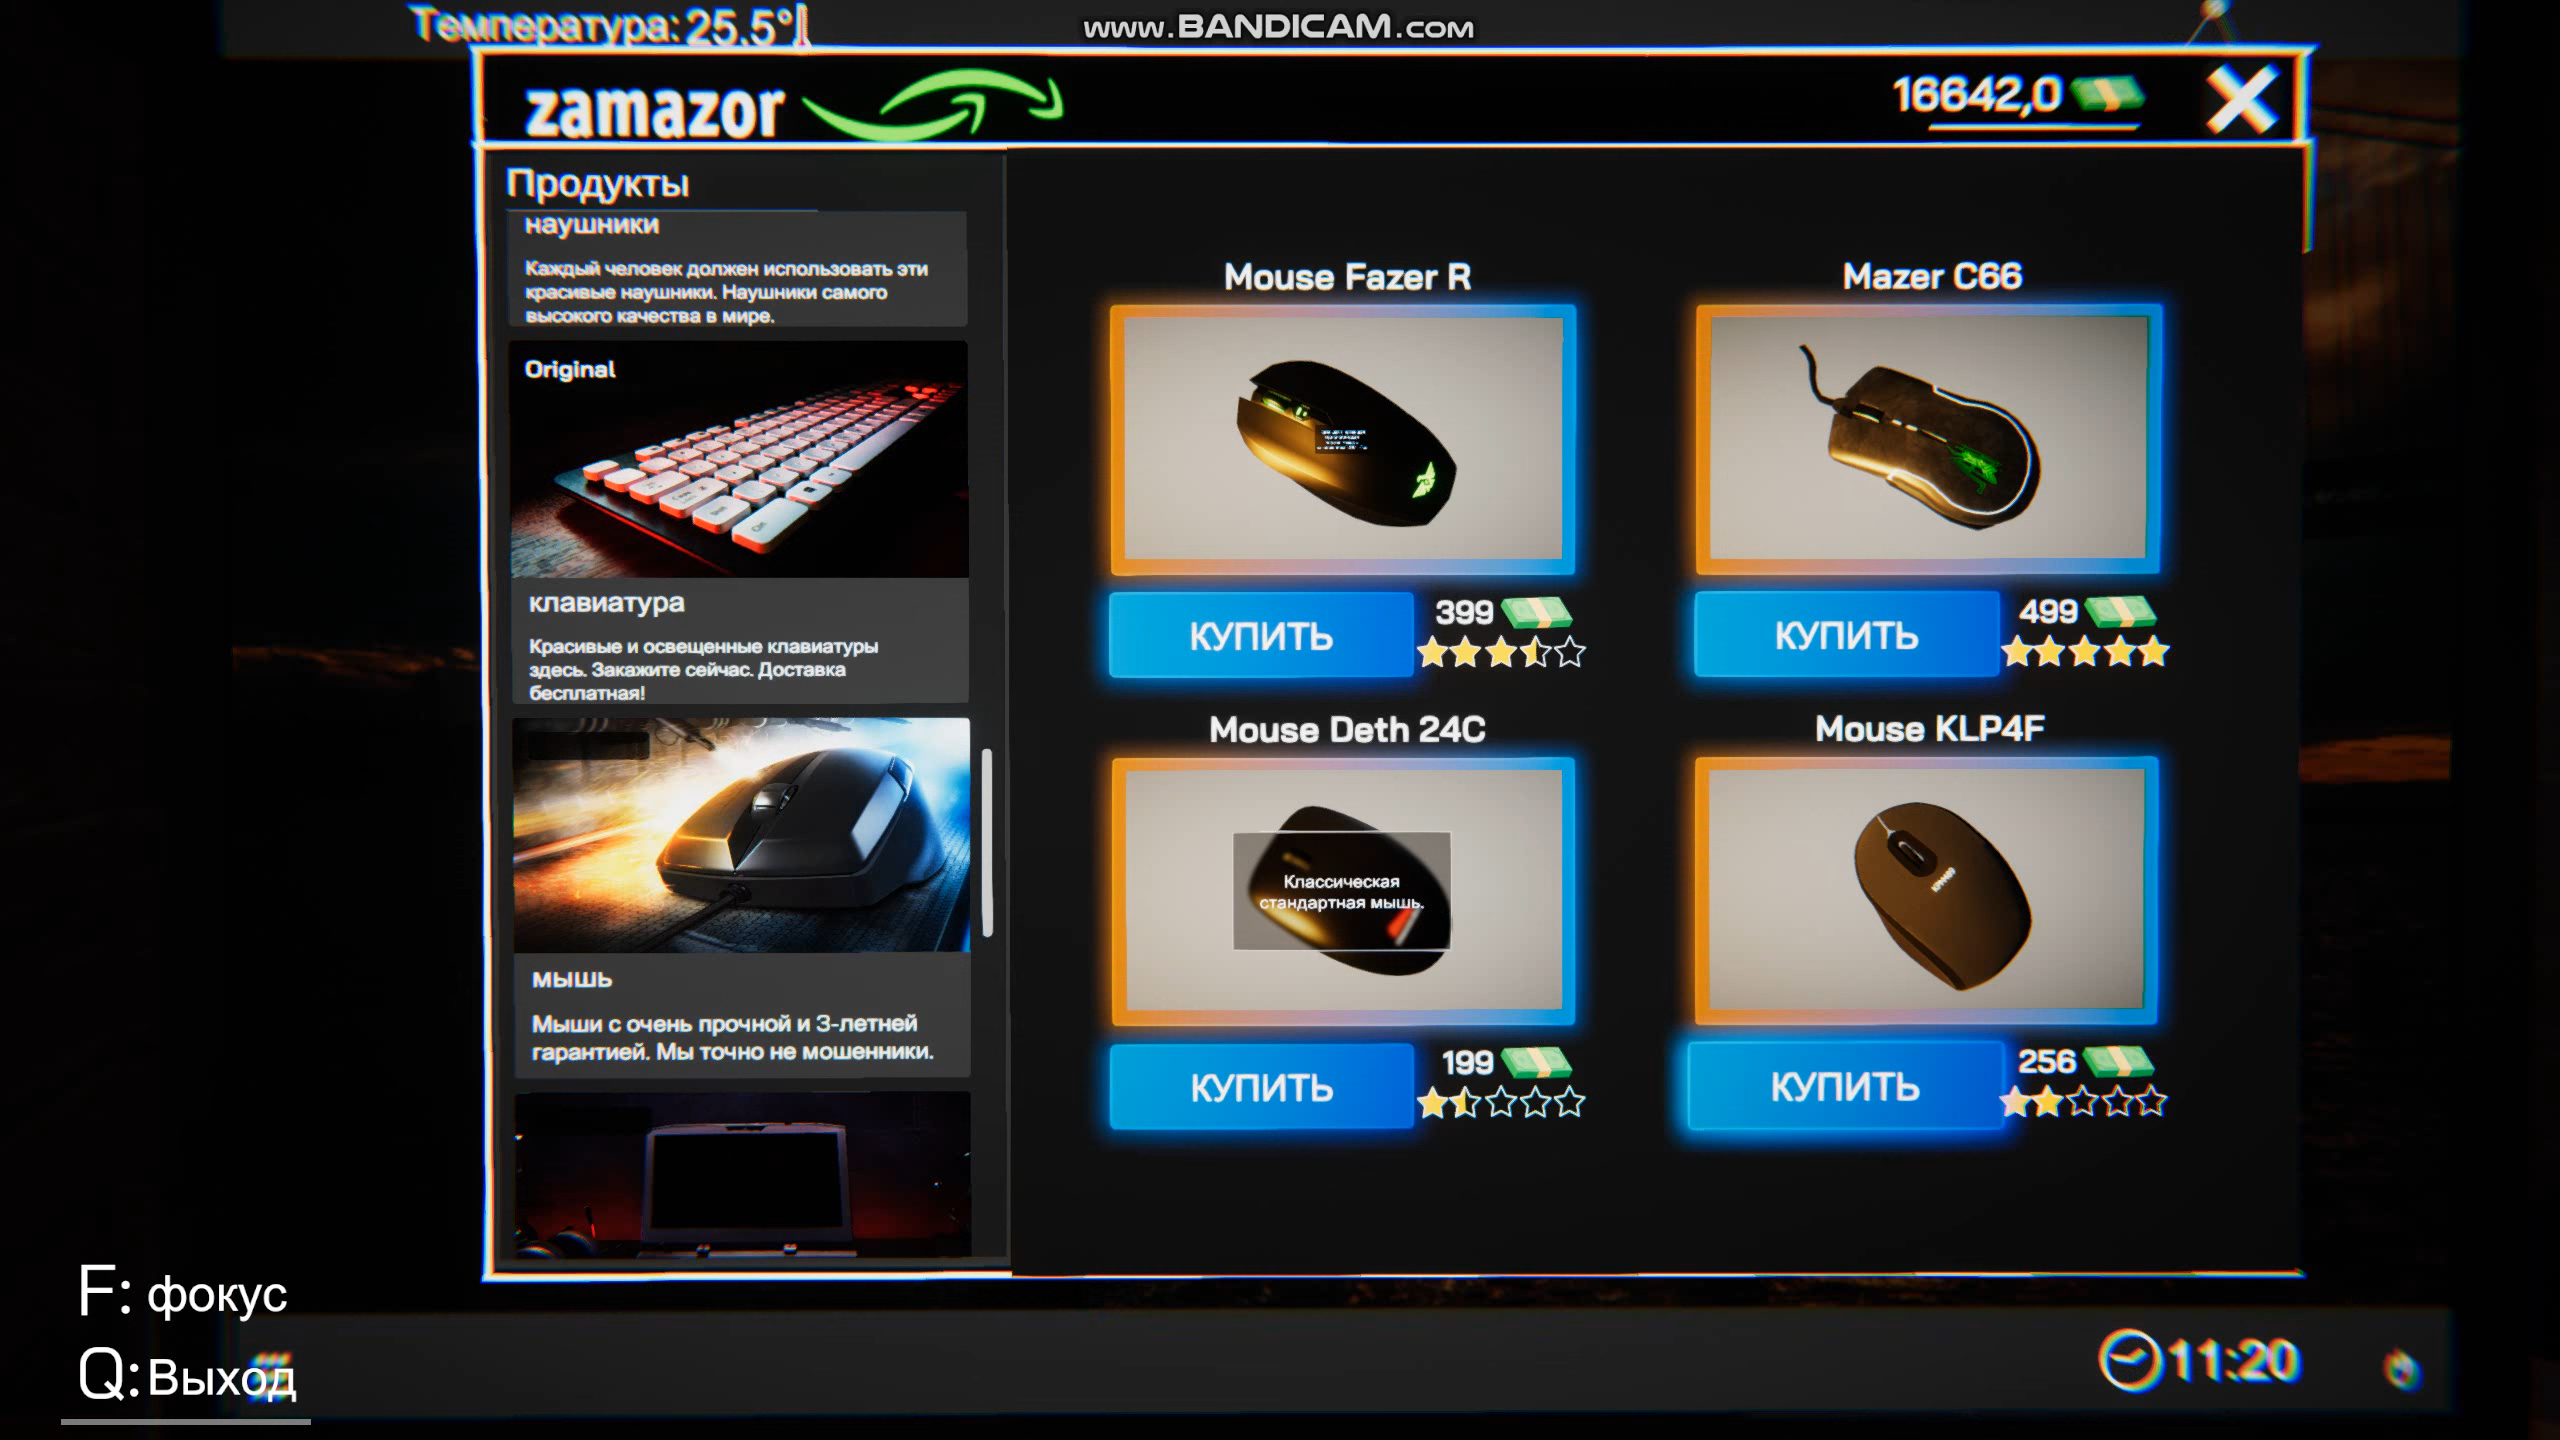 Температура: 25.5°
www.BANDICAM.com
zamazor
16642,0
Продукты
наушники
Каждый человек должен использовать эти
красивые наушники. Наушники самого
высокого качества в мире.
Original
клавиатура
Красивые и освещенные клавиатуры
здесь. Закажите сейчас. Доставка
бесплатная!
мышь
Мыши с очень прочной и 3-летней
гарантией. Мы точно не мошенники.
Mouse Fazer R
КУПИТЬ
399
Mazer C66
КУПИТЬ
499
Mouse Deth 24C
Классическая
стандартная мышь.
КУПИТЬ
199
Mouse KLP4F
КУПИТЬ
256
F: фокус
Q: Выход
11:20